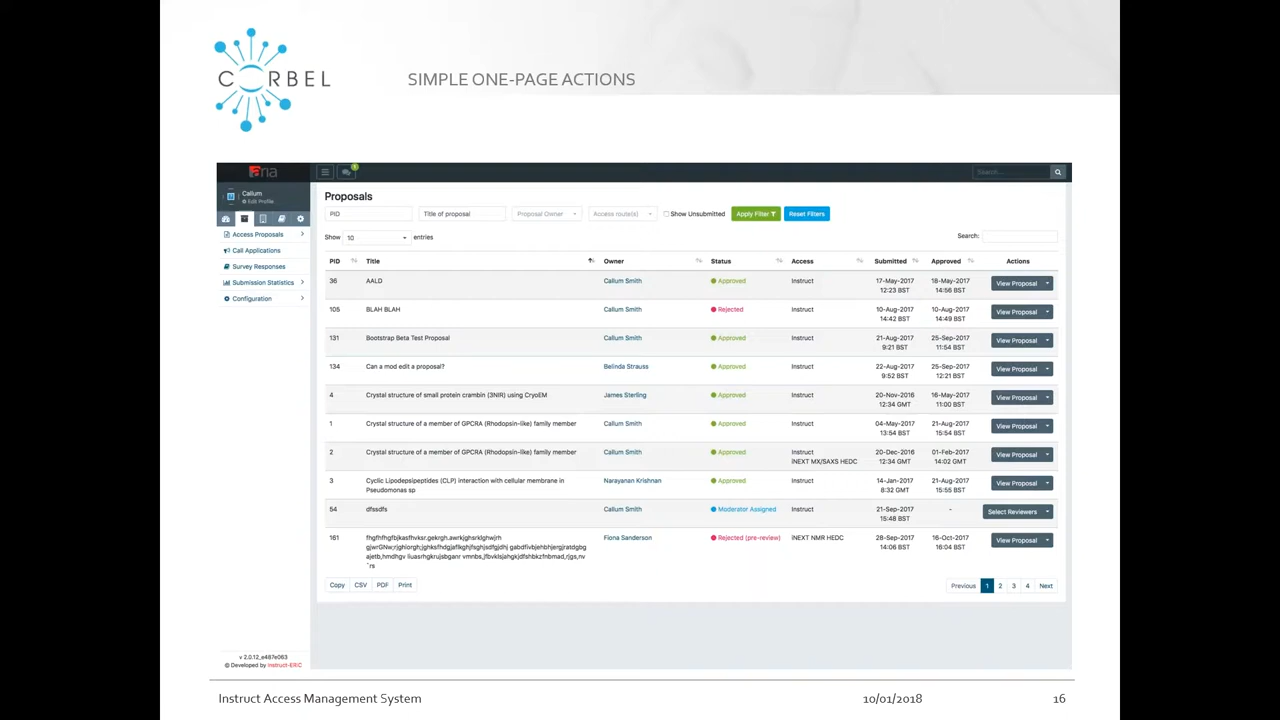 CORBEL
SIMPLE ONE-PAGE ACTIONS
aria
1
Search...
Callum
Edit Profile
Access Proposals
Call Applications
Survey Responses
Submission Statistics
Configuration
Proposals
PID Title of proposal Proposal Owner Access route(s) Show Unsubmitted Apply Filter Reset Filters
Show 10 entries Search:
PID Title Owner Status Access Submitted Approved Actions
36 AALD Callum Smith Approved Instruct 17-May-2017 18-May-2017 View Proposal
12:23 BST 14:56 BST
105 BLAH BLAH Callum Smith Rejected Instruct 10-Aug-2017 10-Aug-2017 View Proposal
14:42 BST 14:49 BST
131 Bootstrap Beta Test Proposal Callum Smith Approved Instruct 21-Aug-2017 25-Sep-2017 View Proposal
9:21 BST 11:54 BST
134 Can a mod edit a proposal? Belinda Strauss Approved Instruct 22-Aug-2017 25-Sep-2017 View Proposal
9:52 BST 12:21 BST
4 Crystal structure of small protein crambin (3NIR) using CryoEM James Sterling Approved Instruct 20-Nov-2016 16-May-2017 View Proposal
12:34 GMT 11:00 BST
1 Crystal structure of a member of GPCRA (Rhodopsin-like) family member Callum Smith Approved Instruct 04-May-2017 21-Aug-2017 View Proposal
13:54 BST 15:54 BST
2 Crystal structure of a member of GPCRA (Rhodopsin-like) family member Callum Smith Approved Instruct 20-Dec-2016 01-Feb-2017 View Proposal
iNEXT MX/SAXS HEDC 12:34 GMT 14:02 GMT
3 Cyclic Lipodepsipeptides (CLP) interaction with cellular membrane in Narayanan Krishnan Approved Instruct 14-Jan-2017 21-Aug-2017 View Proposal
Pseudomonas sp 8:32 GMT 15:55 BST
54 dfssdfs Callum Smith Moderator Assigned Instruct 21-Sep-2017 - Select Reviewers
15:48 BST
161 Fiona Sanderson Rejected (pre-review) iNEXT NMR HEDC 28-Sep-2017 16-Oct-2017 View Proposal
14:06 BST 16:04 BST
Copy CSV PDF Print Previous 1 2 3 4 Next
v 2.0.12_e487e063
© Developed by Instruct-ERIC
Instruct Access Management System 10/01/2018 16